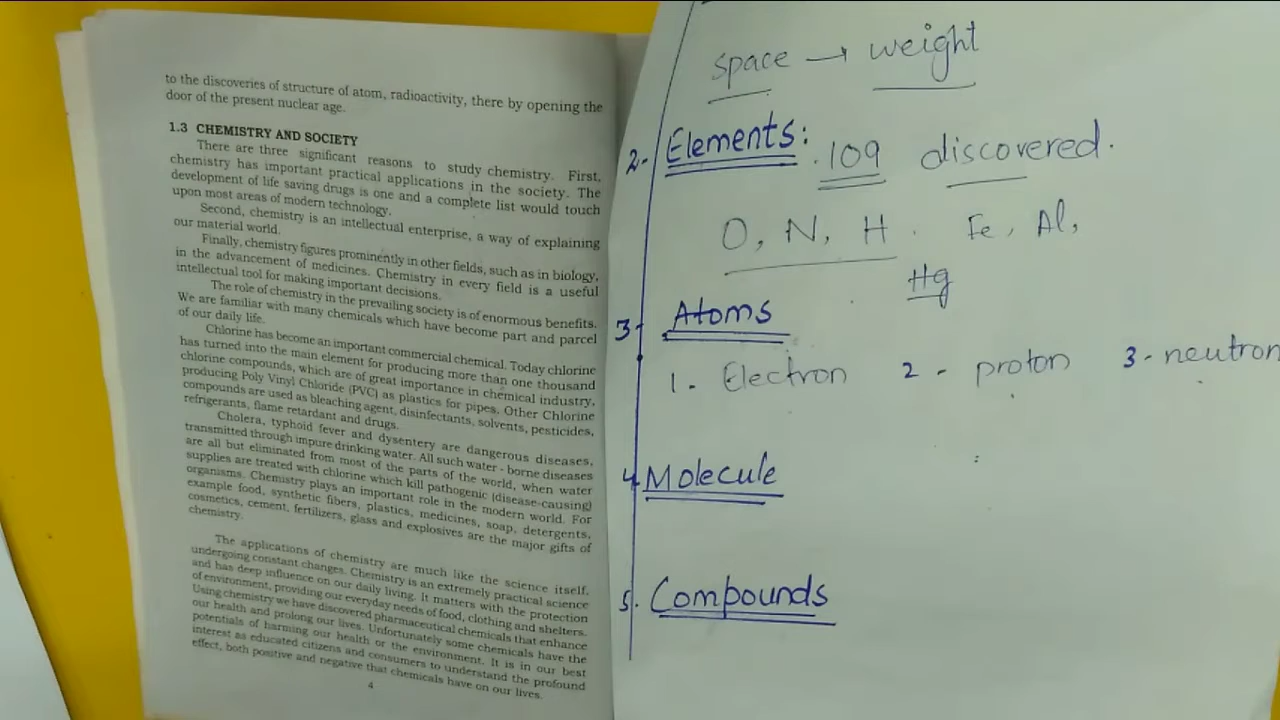 to the discoveries of structure of atom, radioactivity, there by opening the
door of the present nuclear age.
1.3 CHEMISTRY AND SOCIETY
There are three significant reasons to study chemistry. First,
chemistry has important practical applications in the society. The
development of life saving drugs is one and a complete list would touch
upon most areas of modern technology.
Second, chemistry is an intellectual enterprise, a way of explaining
our material world.
Finally, chemistry figures prominently in other fields, such as in biology,
in the advancement of medicines. Chemistry in every field is a useful
intellectual tool for making important decisions.
The role of chemistry in the prevailing society is of enormous benefits.
We are familiar with many chemicals which have become part and parcel
of our daily life.
Chlorine has become an important commercial chemical. Today chlorine
has turned into the main element for producing more than one thousand
chlorine compounds, which are of great importance in chemical industry,
producing Poly Vinyl Chloride (PVC) as plastics for pipes. Other Chlorine
compounds are used as bleaching agent, disinfectants, solvents, pesticides,
refrigerants, flame retardant and drugs.
Cholera, typhoid fever and dysentery are dangerous diseases,
transmitted through impure drinking water. All such water - borne diseases
are all but eliminated from most of the parts of the world, when water
supplies are treated with chlorine which kill pathogenic (disease-causing)
organisms. Chemistry plays an important role in the modern world. For
example food, synthetic fibers, plastics, medicines, soap, detergents,
cosmetics, cement, fertilizers, glass and explosives are the major gifts of
chemistry.
The applications of chemistry are much like the science itself.
undergoing constant changes. Chemistry is an extremely practical science
and has deep influence on our daily living. It matters with the protection
of environment, providing our everyday needs of food, clothing and shelters.
Using chemistry we have discovered pharmaceutical chemicals that enhance
our health and prolong our lives. Unfortunately some chemicals have the
potentials of harming our health or the environment. It is in our best
interest as educated citizens and consumers to understand the profound
effect, both positive and negative that chemicals have on our lives.
4
space → weight
2- Elements: 109 discovered.
O, N, H. Fe, Al,
Hg
3- Atoms
1- Electron 2 - proton 3- neutron
4 Molecule
5. Compounds